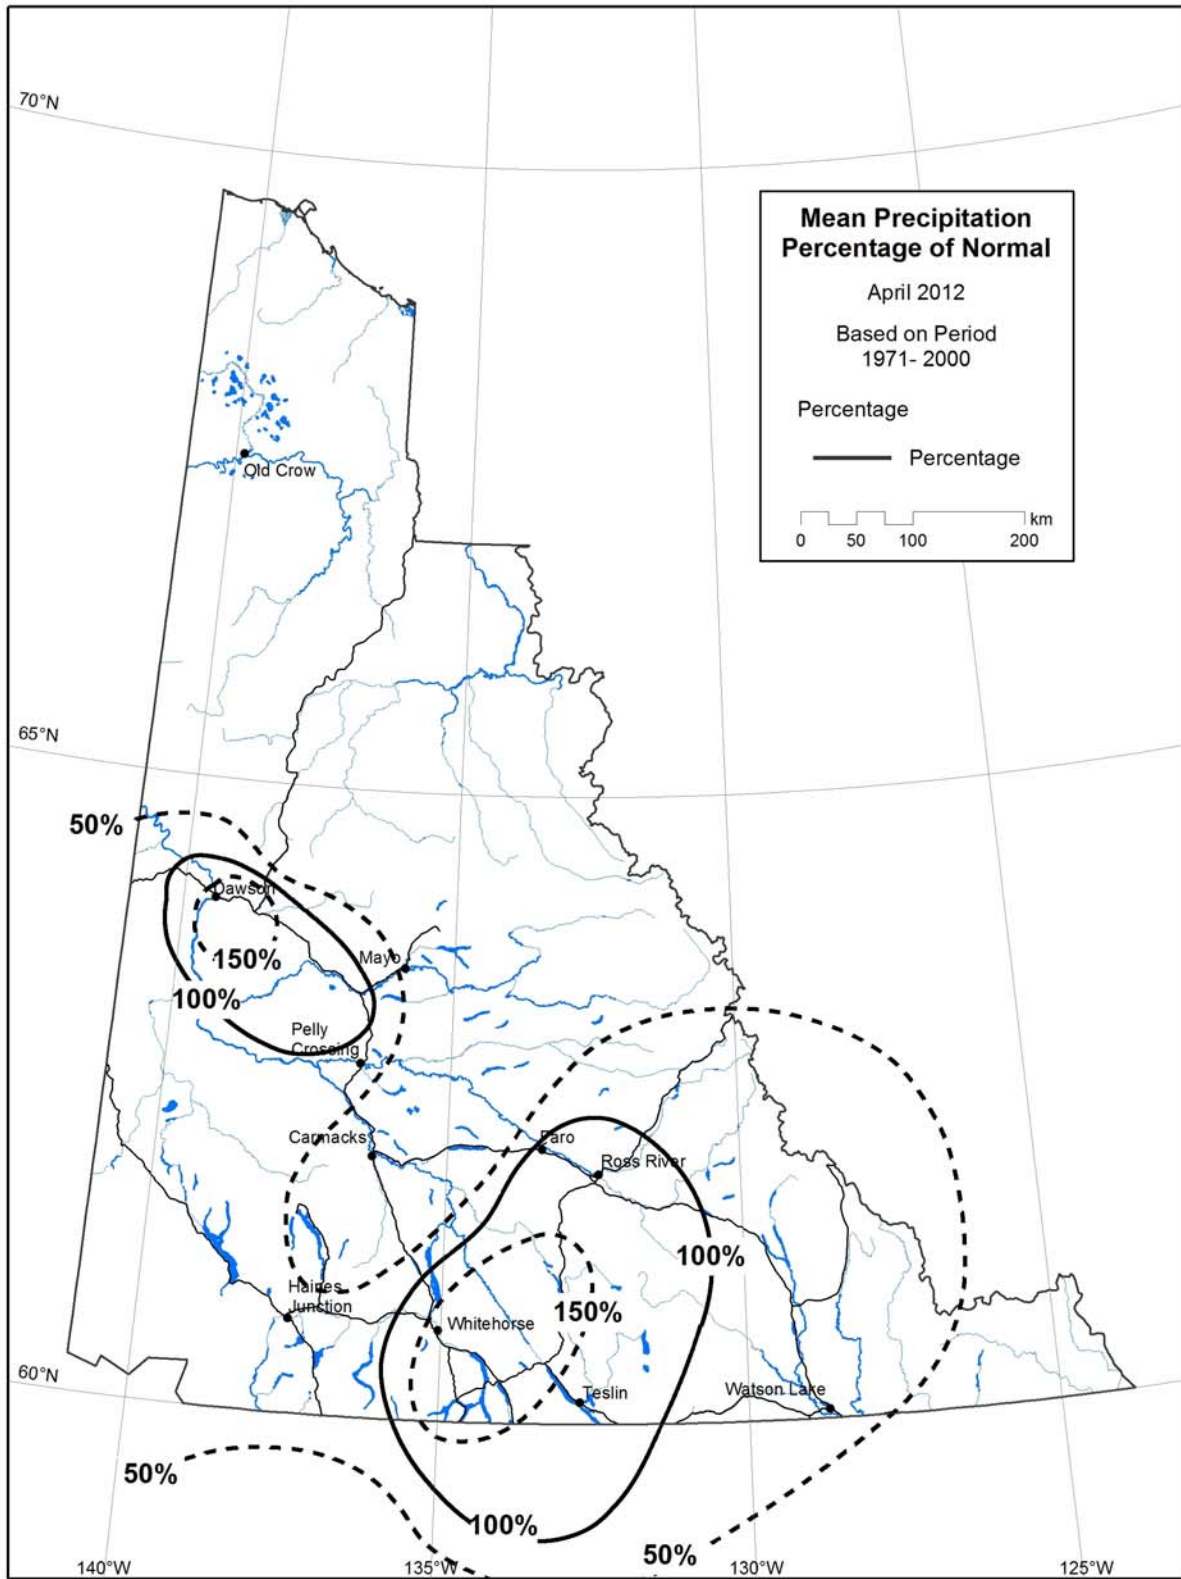 70°N
Mean Precipitation
Percentage of Normal
April 2012
Based on Period
1971- 2000
Percentage
Percentage
km
0 50 100 200
Old Crow
65°N
50%
Dawson
150%
Mayo
100%
Pelly
Crossing
Carmacks
Faro
Ross River
100%
Haines
Junction
150%
Whitehorse
60°N
Teslin
Watson Lake
50%
100%
50%
140°W
135°W
130°W
125°W